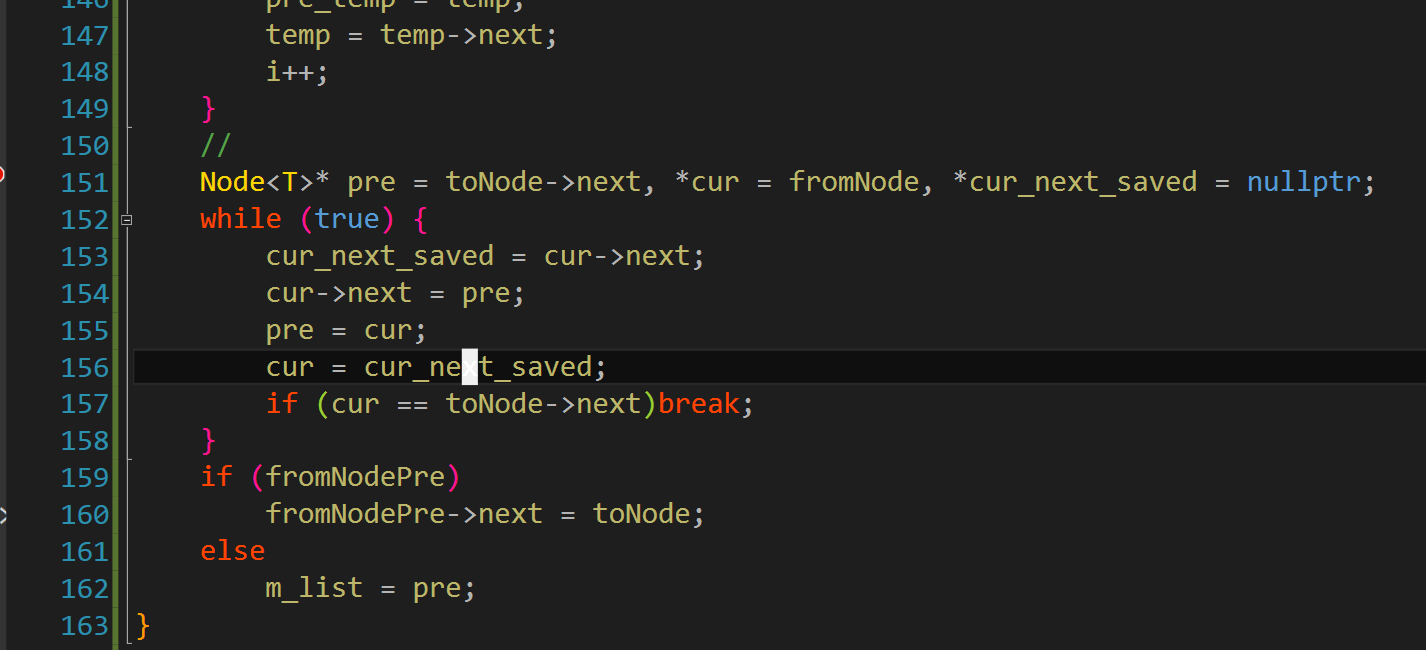 146 pre_temp = temp;
147 temp = temp->next;
148 i++;
149 }
150 //
151 Node<T>* pre = toNode->next, *cur = fromNode, *cur_next_saved = nullptr;
152 while (true) {
153 cur_next_saved = cur->next;
154 cur->next = pre;
155 pre = cur;
156 cur = cur_next_saved;
157 if (cur == toNode->next)break;
158 }
159 if (fromNodePre)
160 fromNodePre->next = toNode;
161 else
162 m_list = pre;
163 }